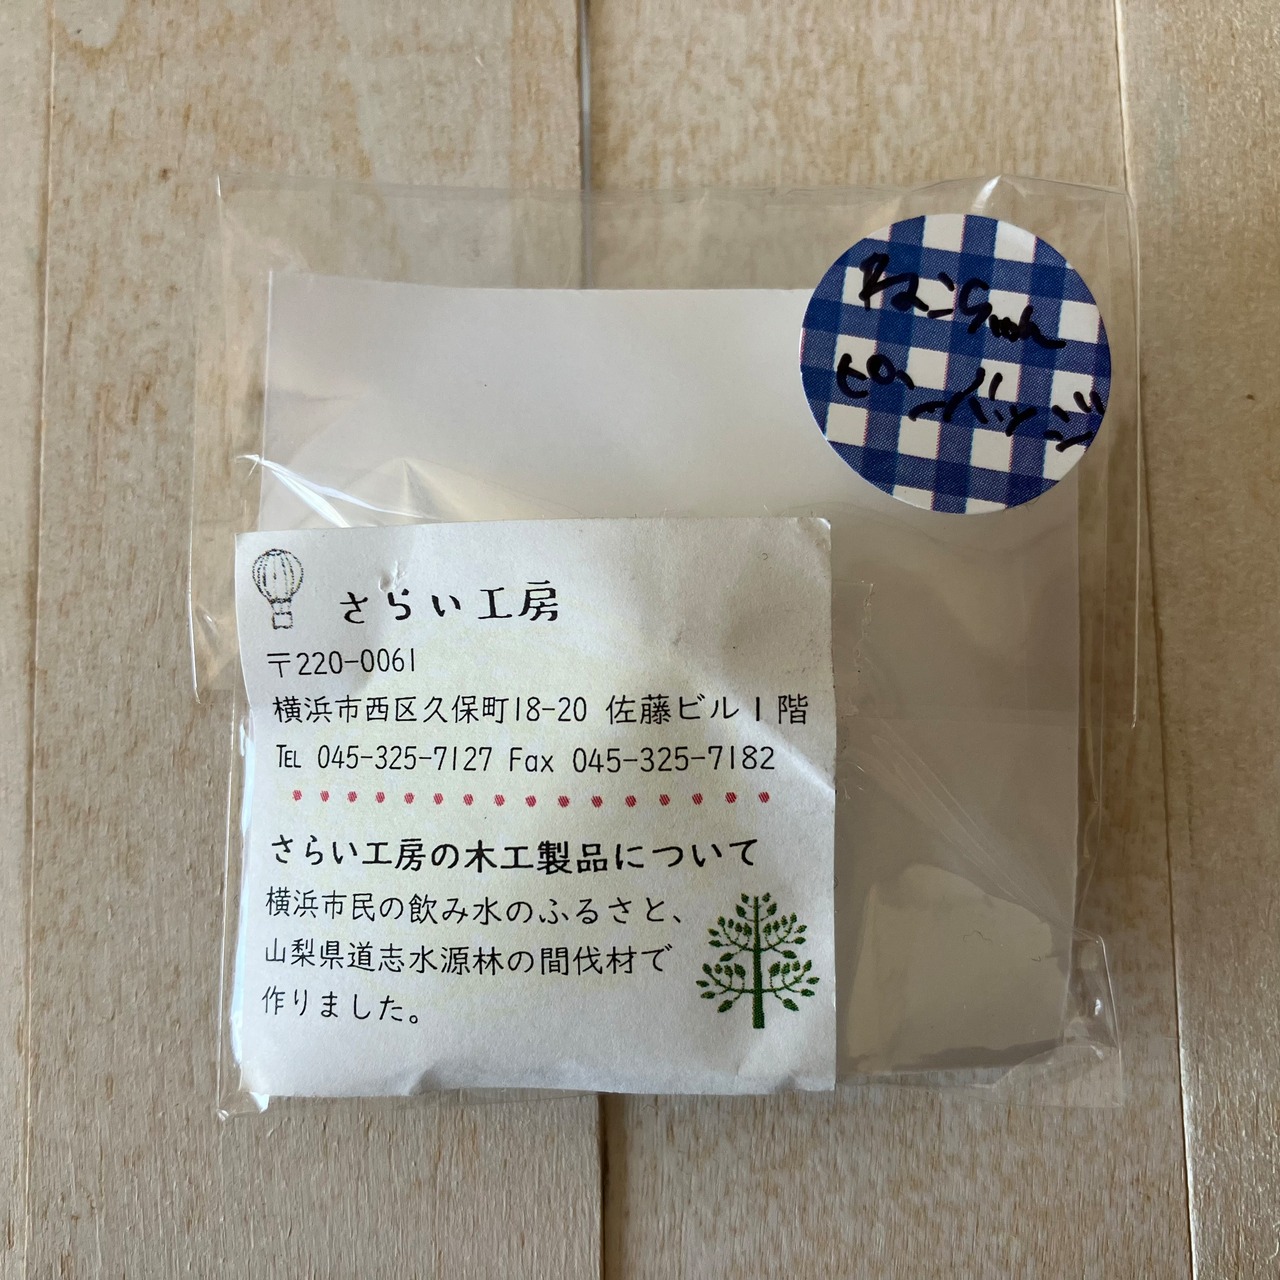 ねこちゃん
ピンバッジ
さらい工房
〒220-0061
横浜市西区久保町18-20 佐藤ビル1階
TEL 045-325-7127 Fax 045-325-7182
さらい工房の木工製品について
横浜市民の飲み水のふるさと、
山梨県道志水源林の間伐材で
作りました。